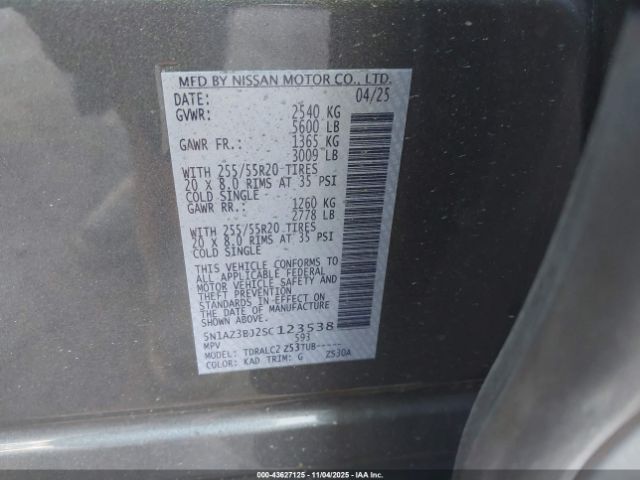 MFD BY NISSAN MOTOR CO., LTD.
DATE: 04/25
GVWR: 2540 KG
5600 LB
GAWR FR.: 1365 KG
3009 LB
WITH 255/55R20 TIRES
20 X 8.0 RIMS AT 35 PSI
COLD SINGLE
GAWR RR.: 1260 KG
2778 LB
WITH 255/55R20 TIRES
20 X 8.0 RIMS AT 35 PSI
COLD SINGLE
THIS VEHICLE CONFORMS TO
ALL APPLICABLE FEDERAL
MOTOR VEHICLE SAFETY AND
THEFT PREVENTION
STANDARDS IN EFFECT ON
THE DATE OF MANUFACTURE
SHOWN ABOVE.
5N1AZ3BJ2SC123538
MPV 593
MODEL: TDRALC2 Z53TUB-----
COLOR: KAD TRIM: G Z530A
000-43627125 - 11/04/2025 - IAAI.com